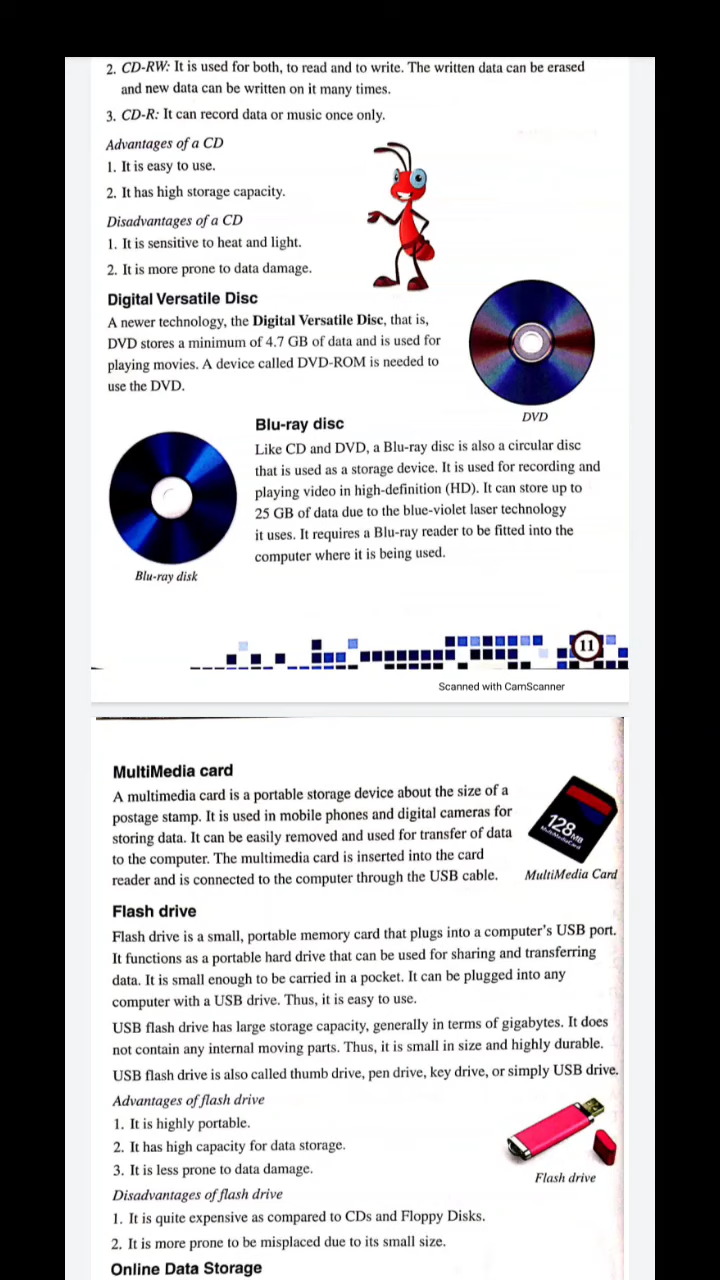 2. CD-RW: It is used for both, to read and to write. The written data can be erased
and new data can be written on it many times.
3. CD-R: It can record data or music once only.
Advantages of a CD
1. It is easy to use.
2. It has high storage capacity.
Disadvantages of a CD
1. It is sensitive to heat and light.
2. It is more prone to data damage.
Digital Versatile Disc
A newer technology, the Digital Versatile Disc, that is,
DVD stores a minimum of 4.7 GB of data and is used for
playing movies. A device called DVD-ROM is needed to
use the DVD.
DVD
Blu-ray disc
Like CD and DVD, a Blu-ray disc is also a circular disc
that is used as a storage device. It is used for recording and
playing video in high-definition (HD). It can store up to
25 GB of data due to the blue-violet laser technology
it uses. It requires a Blu-ray reader to be fitted into the
computer where it is being used.
Blu-ray disk
11
Scanned with CamScanner
MultiMedia card
A multimedia card is a portable storage device about the size of a
postage stamp. It is used in mobile phones and digital cameras for
storing data. It can be easily removed and used for transfer of data
to the computer. The multimedia card is inserted into the card
reader and is connected to the computer through the USB cable.
128MB
MultiMediaCard
MultiMedia Card
Flash drive
Flash drive is a small, portable memory card that plugs into a computer's USB port.
It functions as a portable hard drive that can be used for sharing and transferring
data. It is small enough to be carried in a pocket. It can be plugged into any
computer with a USB drive. Thus, it is easy to use.
USB flash drive has large storage capacity, generally in terms of gigabytes. It does
not contain any internal moving parts. Thus, it is small in size and highly durable.
USB flash drive is also called thumb drive, pen drive, key drive, or simply USB drive.
Advantages of flash drive
1. It is highly portable.
2. It has high capacity for data storage.
3. It is less prone to data damage.
Flash drive
Disadvantages of flash drive
1. It is quite expensive as compared to CDs and Floppy Disks.
2. It is more prone to be misplaced due to its small size.
Online Data Storage